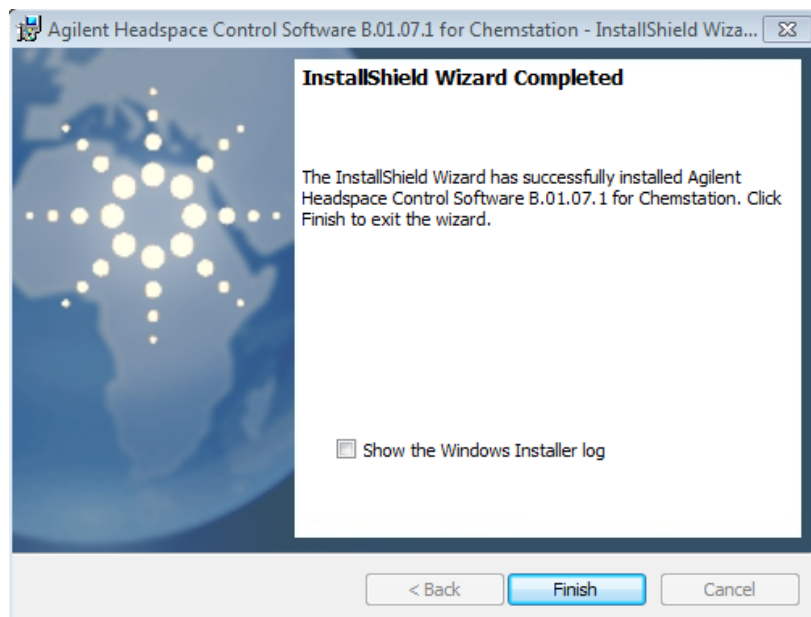 Agilent Headspace Control Software B.01.07.1 for Chemstation - InstallShield Wiza...
InstallShield Wizard Completed
The InstallShield Wizard has successfully installed Agilent
Headspace Control Software B.01.07.1 for Chemstation. Click
Finish to exit the wizard.
Show the Windows Installer log
< Back
Finish
Cancel